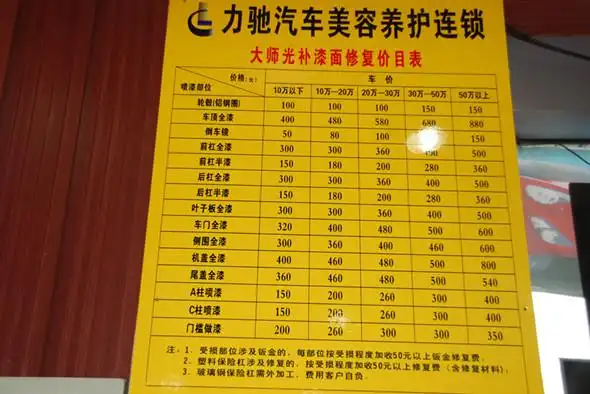 力驰汽车美容养护连锁
大师光补漆面修复价目表
价格(元) 车价
喷漆部位 10万以下 10万—20万 20万—30万 30万—50万 50万以上
轮毂(铝钢圈) 100 100 100 150 150
车顶全漆 400 480 580 680 880
倒车镜 50 80 100 150
前杠全漆 300 300 360 500
前杠半漆 150 180 200 280 360
后杠全漆 300 300 360 400 500
后杠半漆 150 180 200 280 360
叶子板全漆 300 300 360 400 500
车门全漆 320 400 480 500 600
侧围全漆 300 360 400 460 600
机盖全漆 400 460 480 500 800
尾盖全漆 360 460 480 500 540
A柱喷漆 150 200 260 300 400
C柱喷漆 150 200 260 300 400
门槛做漆 200 260 300 300 350
注：1、受损部位涉及钣金的，每部位按受损程度加收50元以上钣金修复费；
2、塑料保险杠涉及修复的，按受损程度加收50元以上修复费（含修复材料）；
3、玻璃钢保险杠需外加工，费用客户自负。